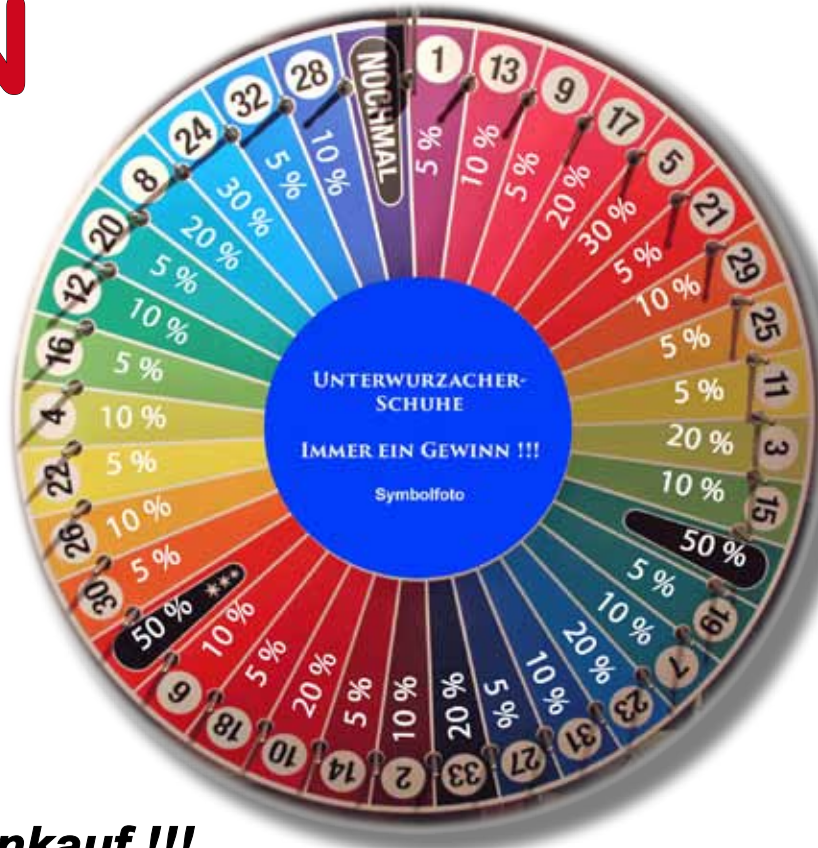 N
NOCHMAL
1 5 %
13 10 %
9 5 %
17 20 %
5 30 %
21 5 %
29 10 %
25 5 %
11 5 %
3 20 %
15 10 %
50 %
19 5 %
7 10 %
23 20 %
31 10 %
27 5 %
33 20 %
2 10 %
14 5 %
10 20 %
18 5 %
6 10 %
50 % ***
30 5 %
26 10 %
22 5 %
4 10 %
16 5 %
12 10 %
20 5 %
8 20 %
24 30 %
32 5 %
28 10 %
UNTERWURZACHER-
SCHUHE
IMMER EIN GEWINN !!!
Symbolfoto
nkauf !!!